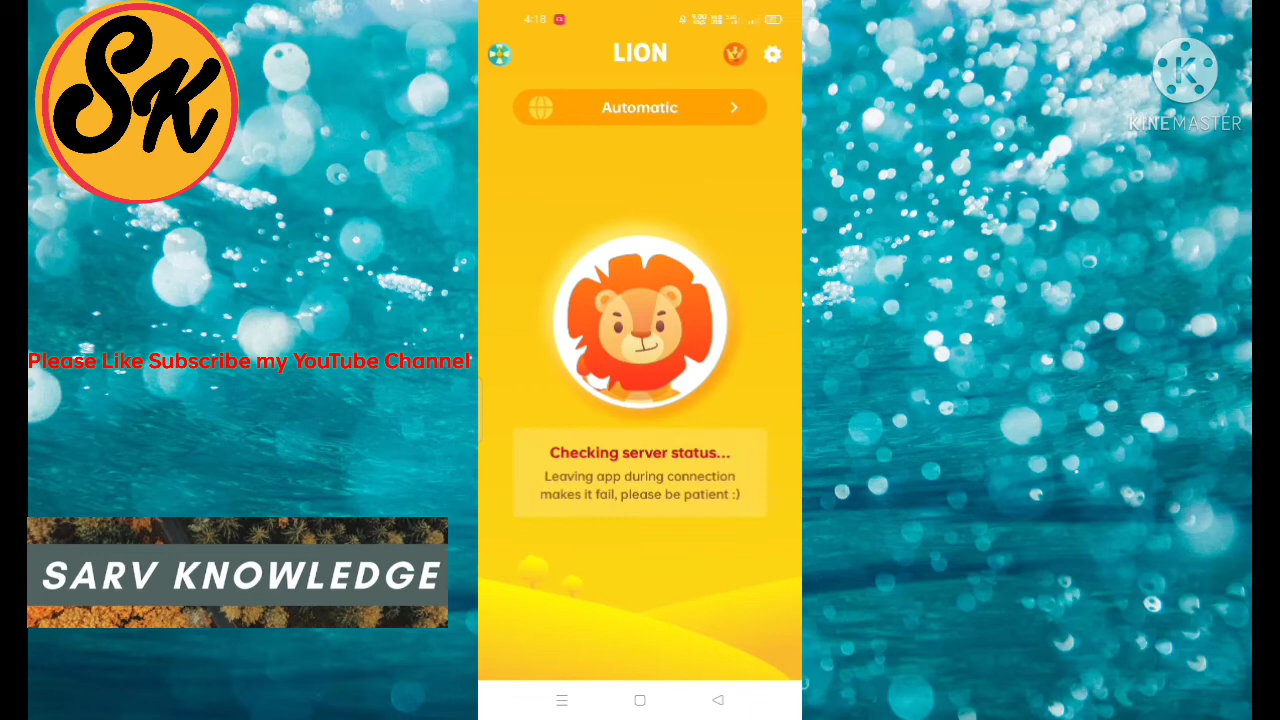 SK
4:18
LION
Automatic
KINEMASTER
Please Like Subscribe my YouTube Channel
Checking server status...
Leaving app during connection
makes it fail, please be patient :)
SARV KNOWLEDGE